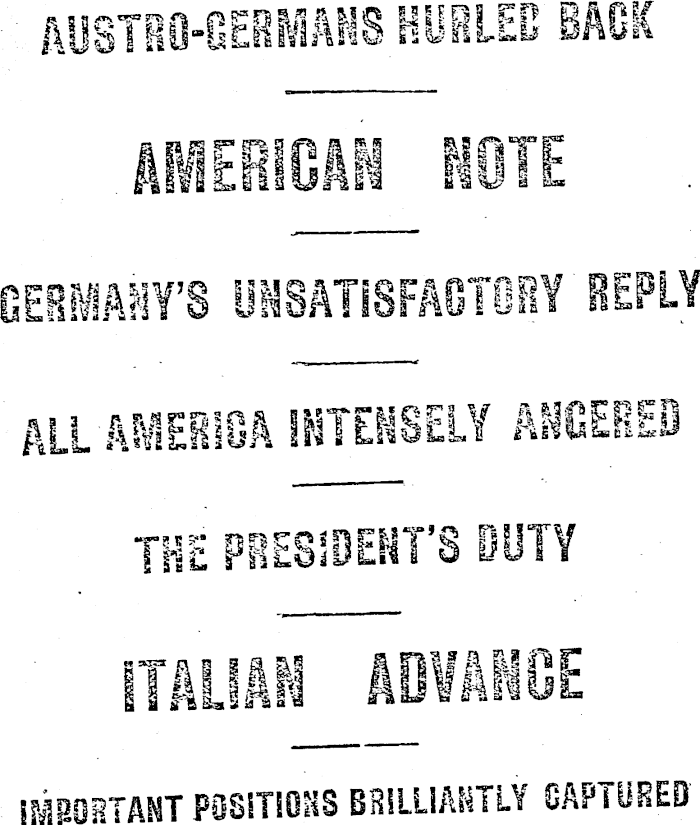 AUSTRO-GERMANS HURLED BACK
AMERICAN NOTE
GERMANY'S UNSATISFACTORY REPLY
ALL AMERICA INTENSELY ANGERED
THE PRESIDENT'S DUTY
ITALIAN ADVANCE
IMPORTANT POSITIONS BRILLIANTLY CAPTURED